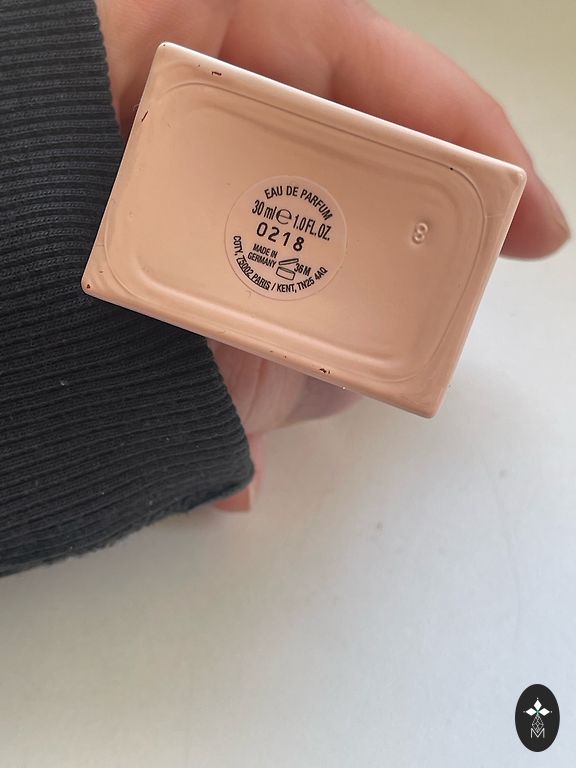 EAU DE PARFUM
30 ml e 1.0 FL.OZ.
0218
MADE IN
GERMANY
36 M
COTY, 75002 PARIS / KENT, TN25 4AQ
8
M